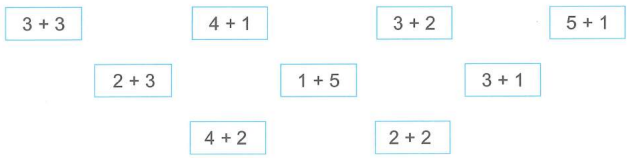 3 + 3 4 + 1 3 + 2 5 + 1
2 + 3 1 + 5 3 + 1
4 + 2 2 + 2